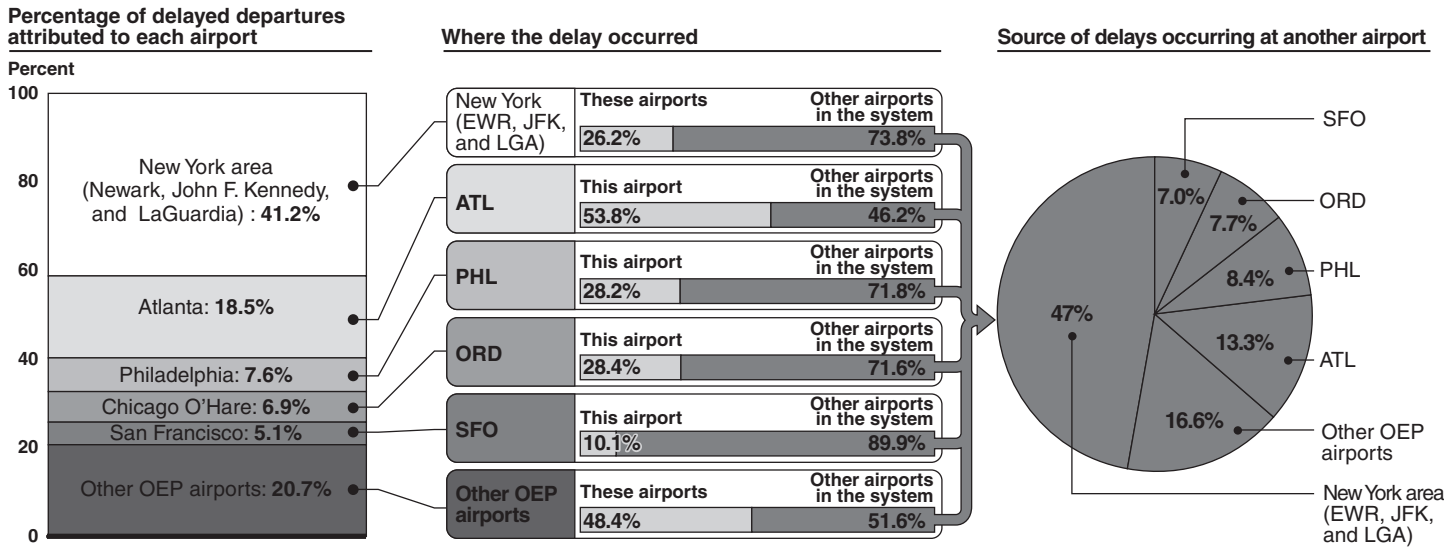 Percentage of delayed departures
attributed to each airport
Percent
100
80
60
40
20
0
New York area
(Newark, John F. Kennedy,
and LaGuardia) : 41.2%
Atlanta: 18.5%
Philadelphia: 7.6%
Chicago O'Hare: 6.9%
San Francisco: 5.1%
Other OEP airports: 20.7%
Where the delay occurred
New York
(EWR, JFK,
and LGA)
These airports
Other airports
in the system
26.2%
73.8%
ATL
This airport
Other airports
in the system
53.8%
46.2%
PHL
This airport
Other airports
in the system
28.2%
71.8%
ORD
This airport
Other airports
in the system
28.4%
71.6%
SFO
This airport
Other airports
in the system
10.1%
89.9%
Other OEP
airports
These airports
Other airports
in the system
48.4%
51.6%
Source of delays occurring at another airport
SFO
7.0%
ORD
7.7%
PHL
8.4%
47%
13.3%
ATL
16.6%
Other OEP
airports
New York area
(EWR, JFK,
and LGA)